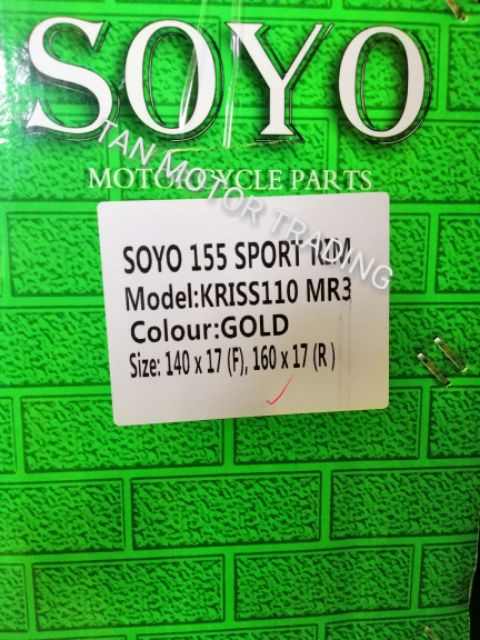 SOYO
MOTORCYCLE PARTS
TAN MOTOR TRADING
SOYO 155 SPORT RIM
Model:KRISS110 MR3
Colour:GOLD
Size: 140 x 17 (F), 160 x 17 (R )